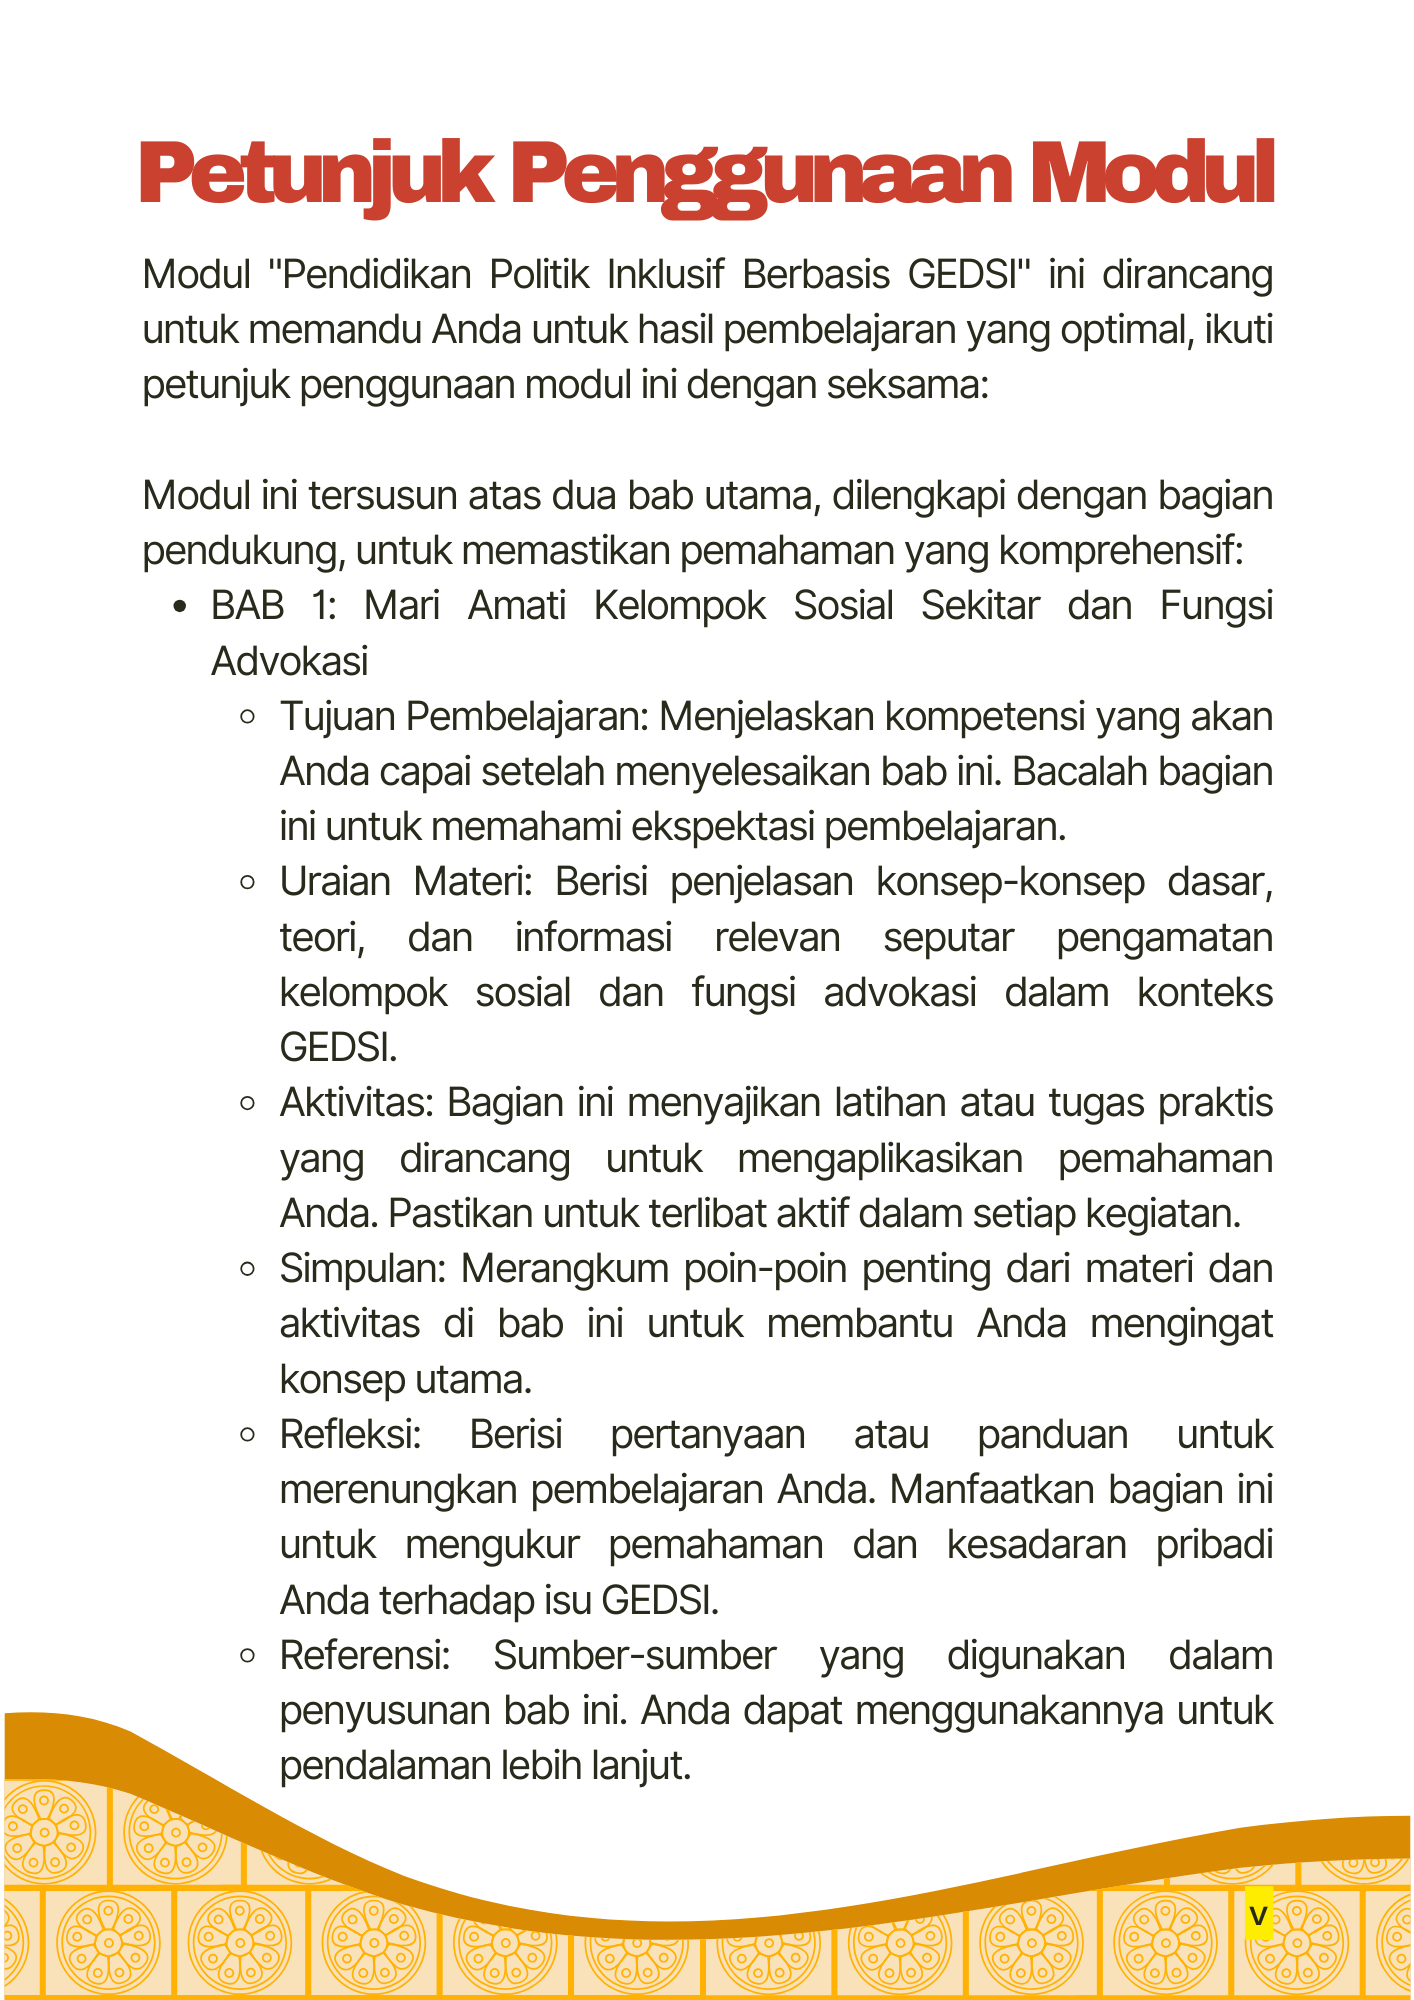 Petunjuk Penggunaan Modul
Modul "Pendidikan Politik Inklusif Berbasis GEDSI" ini dirancang
untuk memandu Anda untuk hasil pembelajaran yang optimal, ikuti
petunjuk penggunaan modul ini dengan seksama:
Modul ini tersusun atas dua bab utama, dilengkapi dengan bagian
pendukung, untuk memastikan pemahaman yang komprehensif:
• BAB 1: Mari Amati Kelompok Sosial Sekitar dan Fungsi
Advokasi
◦ Tujuan Pembelajaran: Menjelaskan kompetensi yang akan
Anda capai setelah menyelesaikan bab ini. Bacalah bagian
ini untuk memahami ekspektasi pembelajaran.
◦ Uraian Materi: Berisi penjelasan konsep-konsep dasar,
teori, dan informasi relevan seputar pengamatan
kelompok sosial dan fungsi advokasi dalam konteks
GEDSI.
◦ Aktivitas: Bagian ini menyajikan latihan atau tugas praktis
yang dirancang untuk mengaplikasikan pemahaman
Anda. Pastikan untuk terlibat aktif dalam setiap kegiatan.
◦ Simpulan: Merangkum poin-poin penting dari materi dan
aktivitas di bab ini untuk membantu Anda mengingat
konsep utama.
◦ Refleksi: Berisi pertanyaan atau panduan untuk
merenungkan pembelajaran Anda. Manfaatkan bagian ini
untuk mengukur pemahaman dan kesadaran pribadi
Anda terhadap isu GEDSI.
◦ Referensi: Sumber-sumber yang digunakan dalam
penyusunan bab ini. Anda dapat menggunakannya untuk
pendalaman lebih lanjut.
v